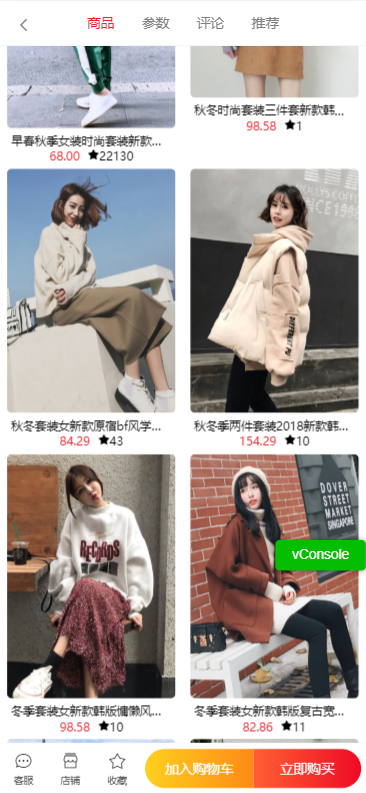 商品 参数 评论 推荐
秋冬时尚套装三件套新款韩...
98.58 ★1
早春秋季女装时尚套装新款...
68.00 ★22130
秋冬套装女新款原宿bf风学...
84.29 ★43
秋冬季两件套装2018新款韩...
154.29 ★10
RECORDS
DOVER
STREET
MARKET
SINGAPORE
vConsole
冬季套装女新款韩版慵懒风...
98.58 ★10
冬季套装女新款韩版复古宽...
82.86 ★11
客服 店铺 收藏 加入购物车 立即购买